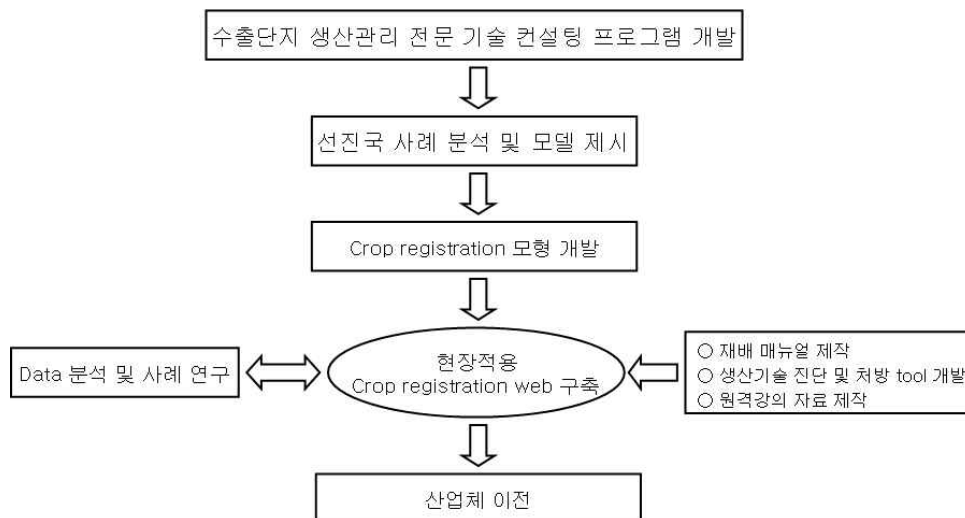 수출단지 생산관리 전문 기술 컨설팅 프로그램 개발
선진국 사례 분석 및 모델 제시
Crop registration 모형 개발
Data 분석 및 사례 연구
현장적용
Crop registration web 구축
○ 재배 매뉴얼 제작
○ 생산기술 진단 및 처방 tool 개발
○ 원격강의 자료 제작
산업체 이전